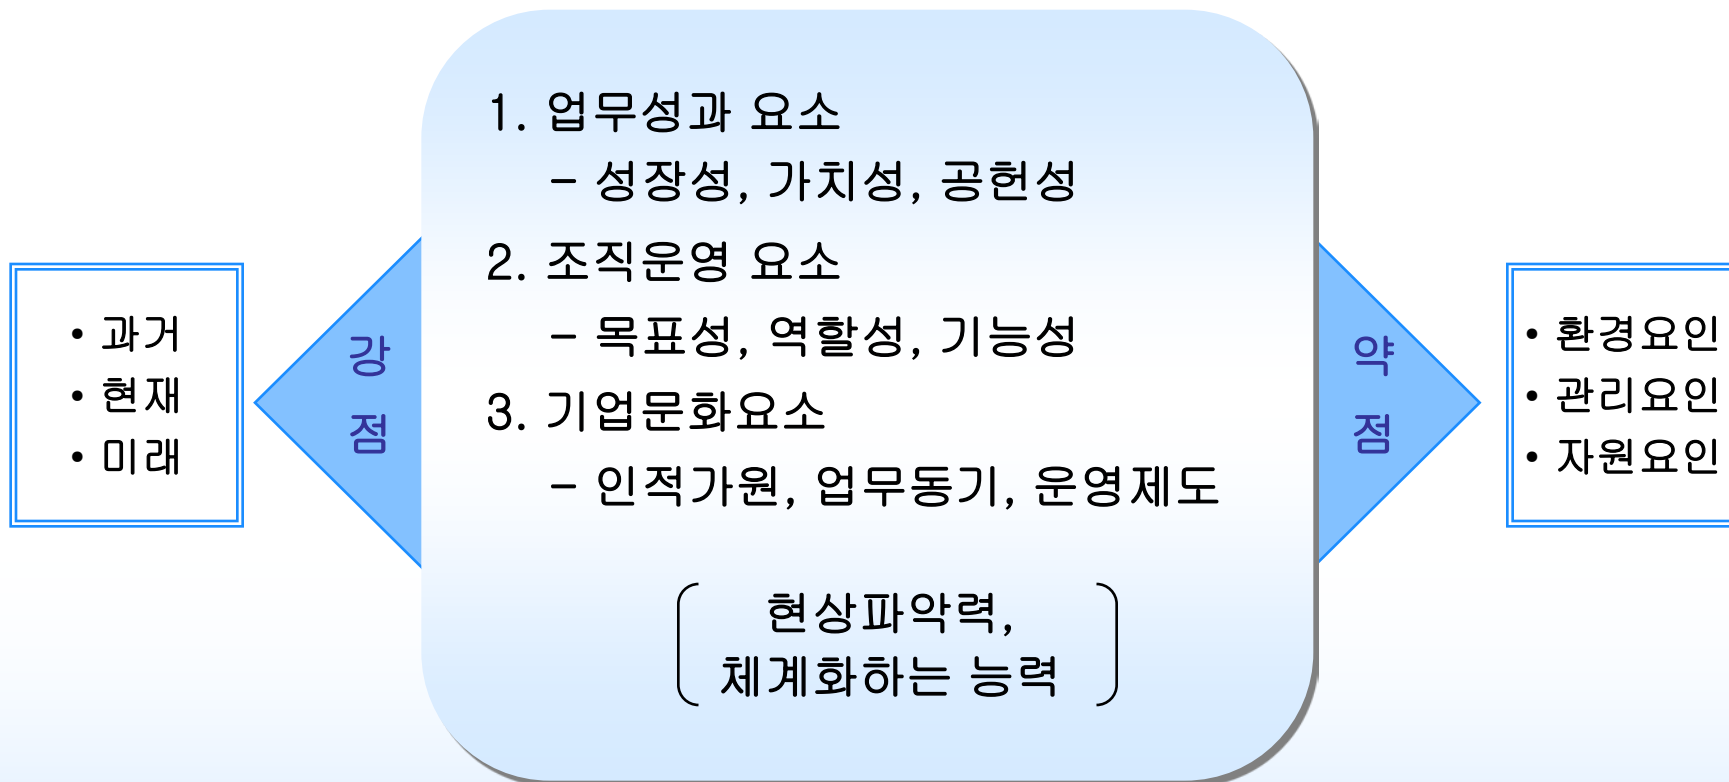 • 과거
• 현재
• 미래
강
점
1. 업무성과 요소
– 성장성, 가치성, 공헌성
2. 조직운영 요소
– 목표성, 역할성, 기능성
3. 기업문화요소
– 인적가원, 업무동기, 운영제도
현상파악력,
체계화하는 능력
약
점
• 환경요인
• 관리요인
• 자원요인